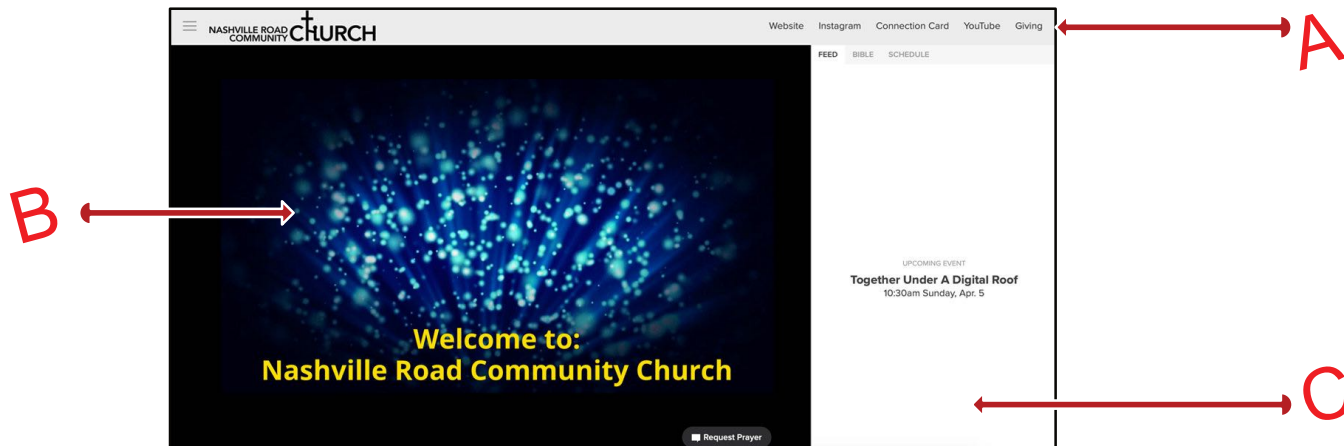 NASHVILLE ROAD
COMMUNITY CHURCH
Website Instagram Connection Card YouTube Giving
A
FEED BIBLE SCHEDULE
B
UPCOMING EVENT
Together Under A Digital Roof
10:30am Sunday, Apr. 5
Welcome to:
Nashville Road Community Church
C
Request Prayer